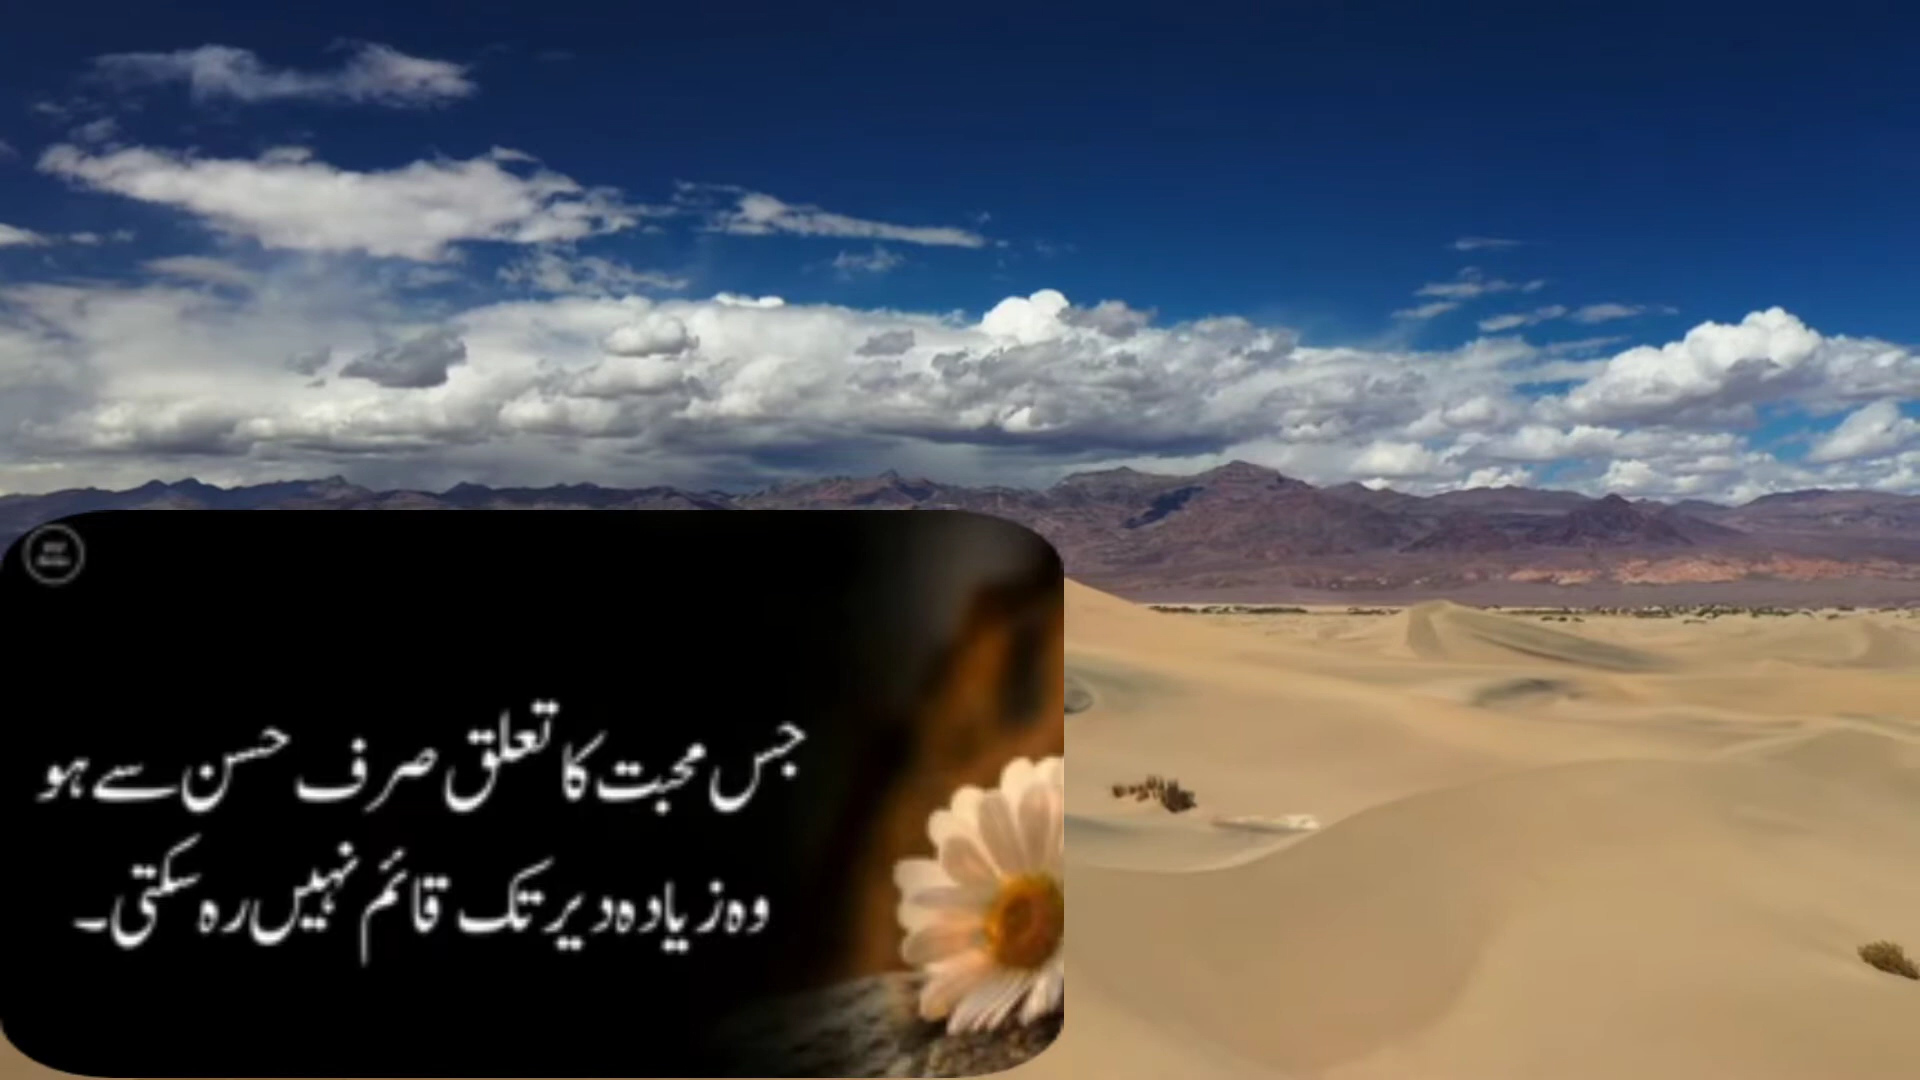 جس محبت کا تعلق صرف حسن سے ہو
وہ زیادہ دیر تک قائم نہیں رہ سکتی۔